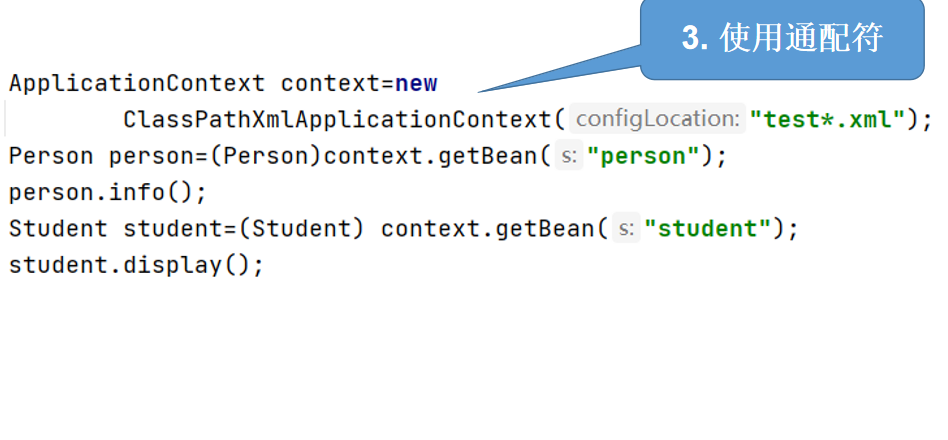 3. 使用通配符
ApplicationContext context=new
ClassPathXmlApplicationContext( configLocation: "test*.xml");
Person person=(Person)context.getBean( s: "person");
person.info();
Student student=(Student) context.getBean( s: "student");
student.display();